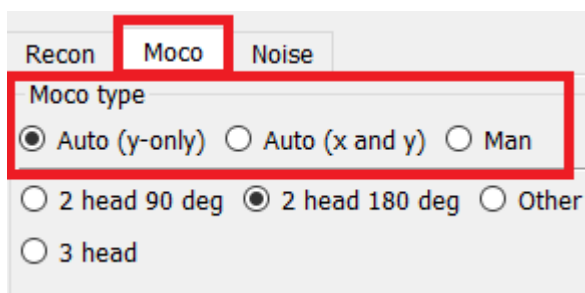 Recon Moco Noise
Moco type
Auto (y-only) Auto (x and y) Man
2 head 90 deg 2 head 180 deg Other
3 head